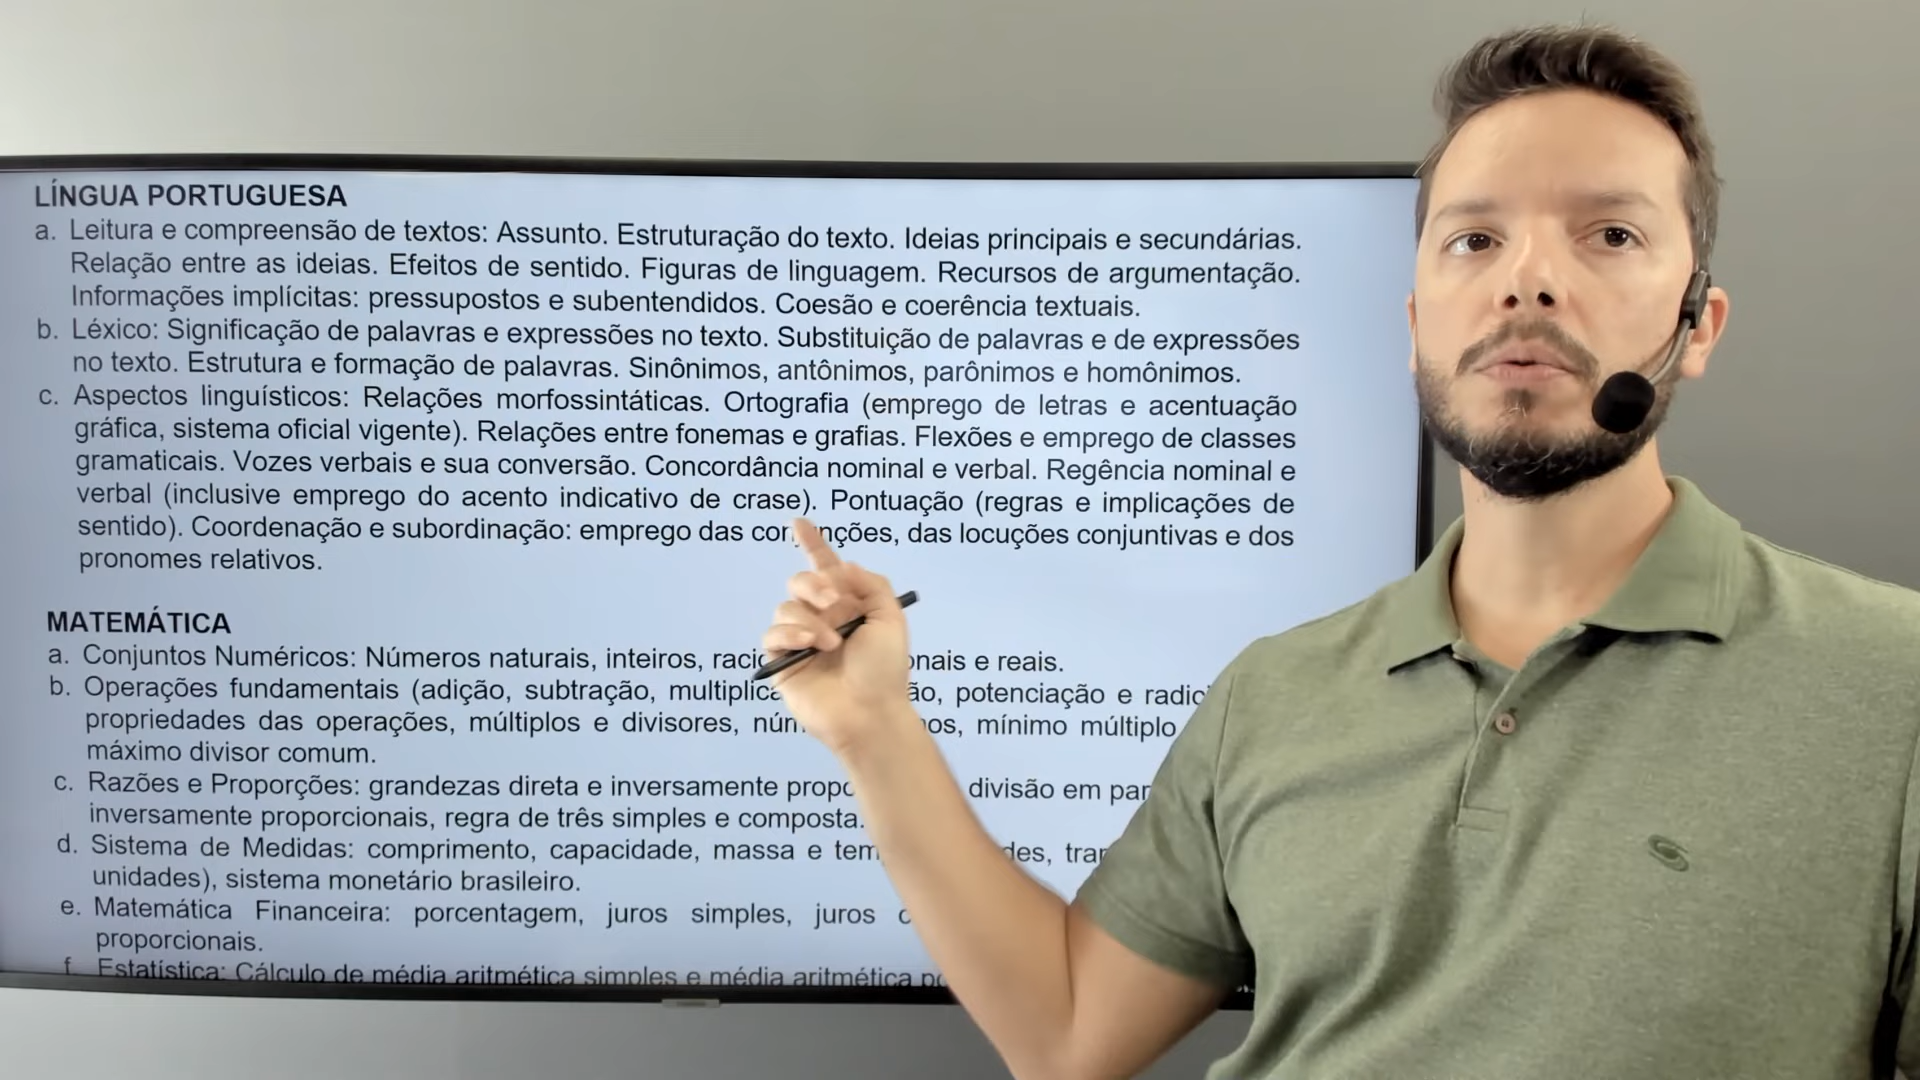 LÍNGUA PORTUGUESA
a. Leitura e compreensão de textos: Assunto. Estruturação do texto. Ideias principais e secundárias.
Relação entre as ideias. Efeitos de sentido. Figuras de linguagem. Recursos de argumentação.
Informações implícitas: pressupostos e subentendidos. Coesão e coerência textuais.
b. Léxico: Significação de palavras e expressões no texto. Substituição de palavras e de expressões
no texto. Estrutura e formação de palavras. Sinônimos, antônimos, parônimos e homônimos.
c. Aspectos linguísticos: Relações morfossintáticas. Ortografia (emprego de letras e acentuação
gráfica, sistema oficial vigente). Relações entre fonemas e grafias. Flexões e emprego de classes
gramaticais. Vozes verbais e sua conversão. Concordância nominal e verbal. Regência nominal e
verbal (inclusive emprego do acento indicativo de crase). Pontuação (regras e implicações de
sentido). Coordenação e subordinação: emprego das conjunções, das locuções conjuntivas e dos
pronomes relativos.
MATEMÁTICA
a. Conjuntos Numéricos: Números naturais, inteiros, e reais.
b. Operações fundamentais (adição, subtração, potenciação e
propriedades das operações, múltiplos e divisores, mínimo múltiplo
máximo divisor comum.
c. Razões e Proporções: grandezas direta e inversamente divisão em
inversamente proporcionais, regra de três simples e composta.
d. Sistema de Medidas: comprimento, capacidade, massa e
unidades), sistema monetário brasileiro.
e. Matemática Financeira: porcentagem, juros simples, juros
proporcionais.
f. Estatística: Cálculo de média aritmética simples e média aritmética